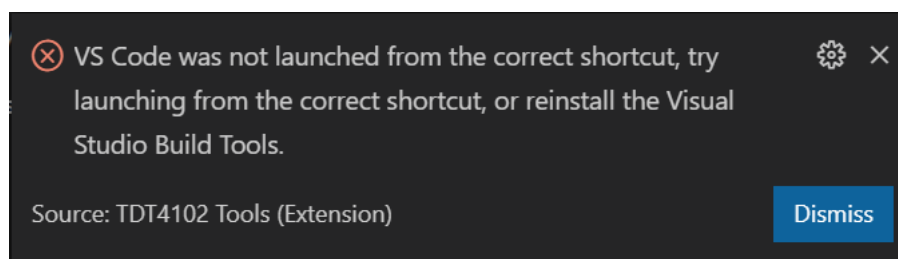 VS Code was not launched from the correct shortcut, try
launching from the correct shortcut, or reinstall the Visual
Studio Build Tools.
Source: TDT4102 Tools (Extension)
Dismiss